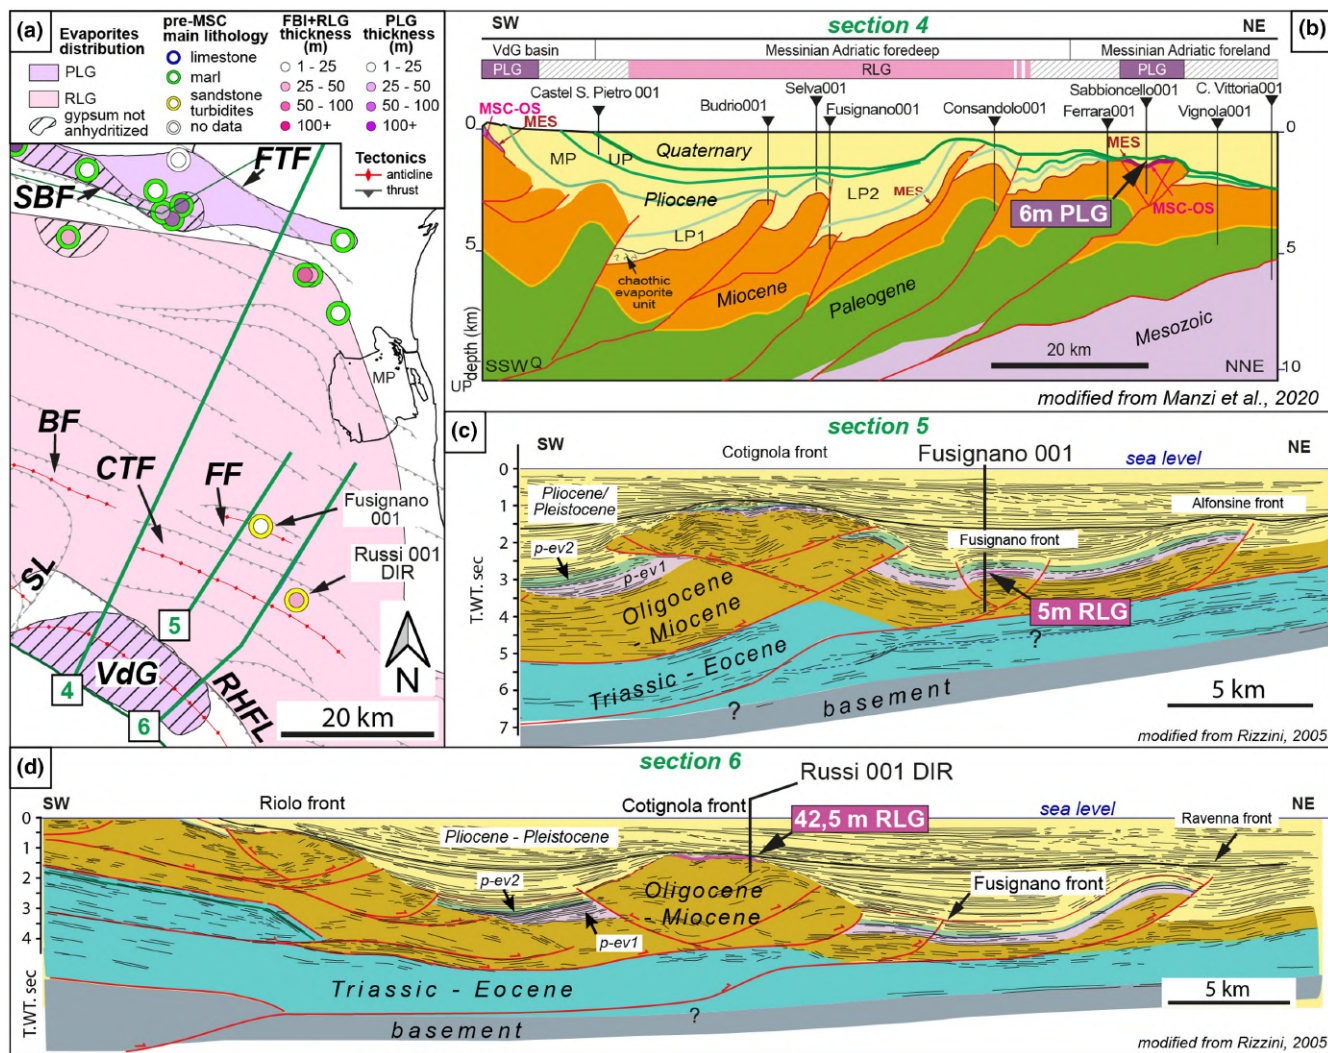 (a)
Evaporites
distribution
PLG
RLG
gypsum not
anhydritized
pre-MSC
main lithology
limestone
marl
sandstone
turbidites
no data
FBI+RLG
thickness
(m)
1 - 25
25 - 50
50 - 100
100+
PLG
thickness
(m)
1 - 25
25 - 50
50 - 100
100+
Tectonics
anticline
thrust
FTF
SBF
MP
BF
CTF
FF
Fusignano
001
Russi 001
DIR
SL
VdG
RHFL
4
5
6
N
20 km
section 4
(b)
SW
NE
VdG basin
Messinian Adriatic foredeep
Messinian Adriatic foreland
PLG
RLG
PLG
Castel S. Pietro 001
Budrio001
Selva001
Fusignano001
Consandolo001
Ferrara001
Sabbioncello001
Vignola001
C. Vittoria001
MSC-OS
MES
MP
UP
Quaternary
Pliocene
LP1
LP2
MES
MES
6m PLG
MSC-OS
? ? ?
chaothic
evaporite
unit
Miocene
Paleogene
Mesozoic
0
5
depth (km)
0
5
10
SSW
Q
UP
NNE
20 km
modified from Manzi et al., 2020
(c)
section 5
SW
NE
Cotignola front
Fusignano 001
sea level
Pliocene/
Pleistocene
Alfonsine front
Fusignano front
p-ev2
p-ev1
Oligocene
- Miocene
5m RLG
Triassic - Eocene
?
?
basement
T.WT. sec
0
1
2
3
4
5
6
7
5 km
modified from Rizzini, 2005
(d)
section 6
SW
NE
Riolo front
Cotignola front
Russi 001 DIR
42,5 m RLG
sea level
Ravenna front
Pliocene - Pleistocene
p-ev2
p-ev1
Oligocene
- Miocene
Fusignano front
Triassic - Eocene
?
basement
T.WT. sec
0
1
2
3
4
5 km
modified from Rizzini, 2005